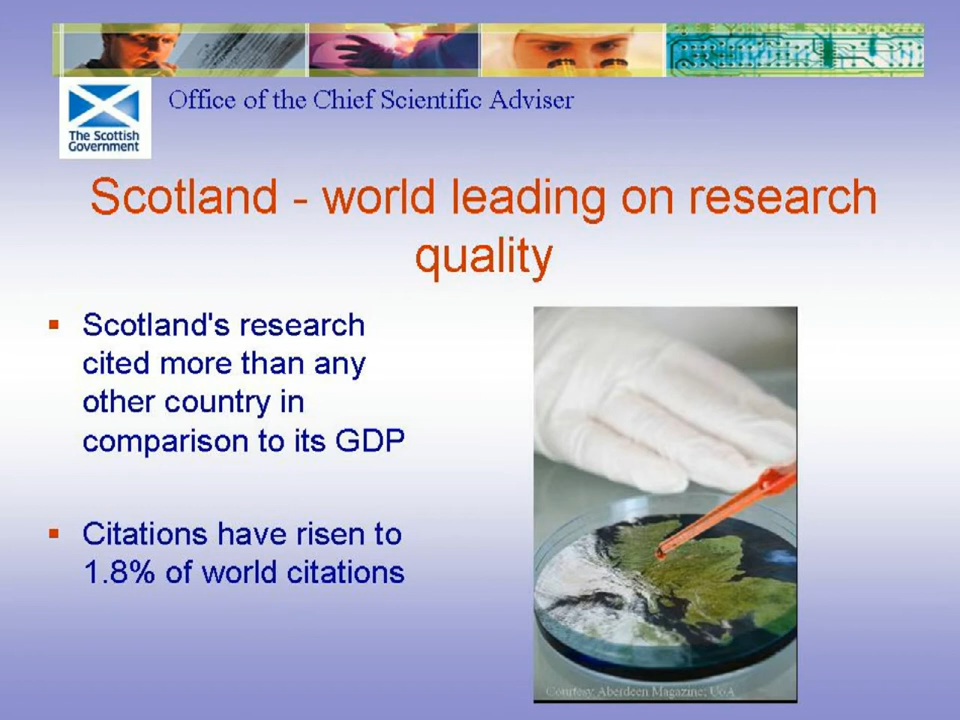 Office of the Chief Scientific Adviser
The Scottish
Government
Scotland - world leading on research
quality
▪ Scotland's research
cited more than any
other country in
comparison to its GDP
▪ Citations have risen to
1.8% of world citations
Courtesy Aberdeen Magazine; UoA